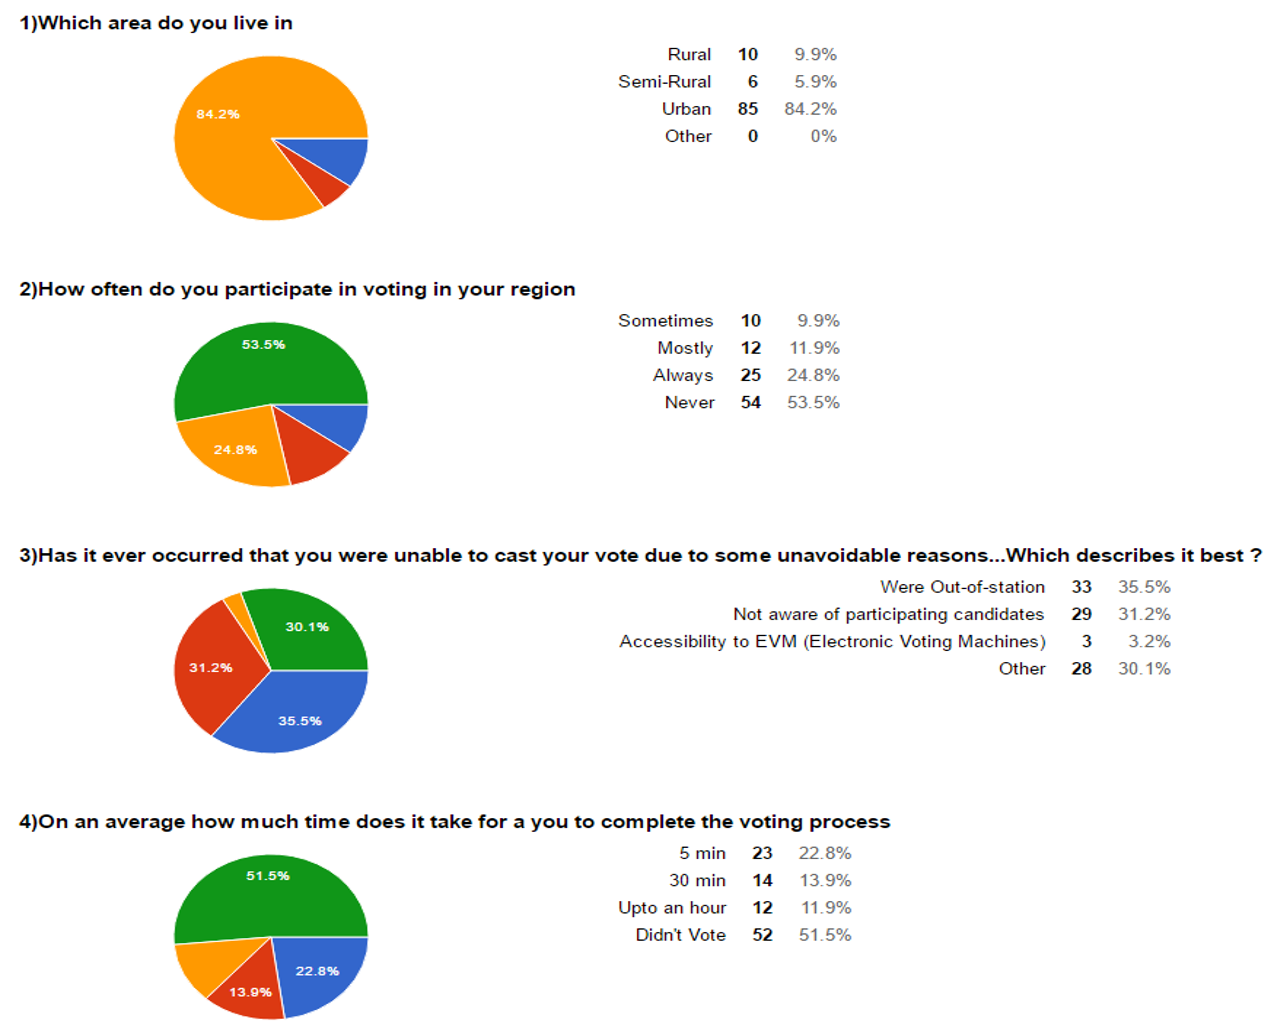 1)Which area do you live in
84.2%
Rural 10 9.9%
Semi-Rural 6 5.9%
Urban 85 84.2%
Other 0 0%
2)How often do you participate in voting in your region
53.5%
24.8%
Sometimes 10 9.9%
Mostly 12 11.9%
Always 25 24.8%
Never 54 53.5%
3)Has it ever occurred that you were unable to cast your vote due to some unavoidable reasons...Which describes it best ?
30.1%
31.2%
35.5%
Were Out-of-station 33 35.5%
Not aware of participating candidates 29 31.2%
Accessibility to EVM (Electronic Voting Machines) 3 3.2%
Other 28 30.1%
4)On an average how much time does it take for a you to complete the voting process
51.5%
22.8%
13.9%
5 min 23 22.8%
30 min 14 13.9%
Upto an hour 12 11.9%
Didn't Vote 52 51.5%